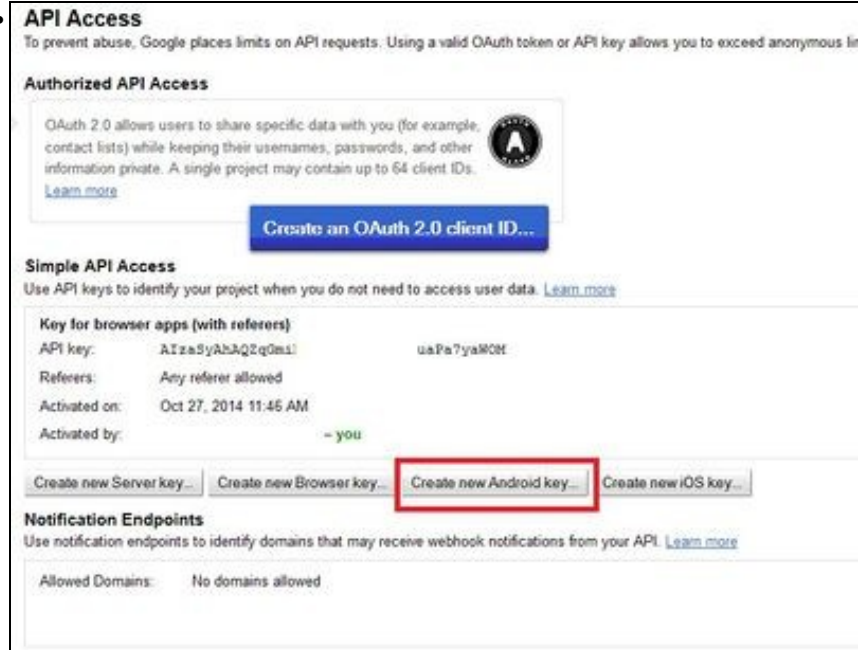 API Access
To prevent abuse, Google places limits on API requests. Using a valid OAuth token or API key allows you to exceed anonymous
Authorized API Access
OAuth 2.0 allows users to share specific data with you (for example,
contact lists) while keeping their usernames, passwords, and other
information private. A single project may contain up to 64 client IDs.
Learn more
A
Create an OAuth 2.0 client ID...
Simple API Access
Use API keys to identify your project when you do not need to access user data. Learn more
Key for browser apps (with referers)
API key:
Referers: Any referer allowed
Activated on: Oct 27, 2014 11:46 AM
Activated by: – you
Create new Server key... Create new Browser key... Create new Android key... Create new iOS key...
Notification Endpoints
Use notification endpoints to identify domains that may receive webhook notifications from your API. Learn more
Allowed Domains: No domains allowed